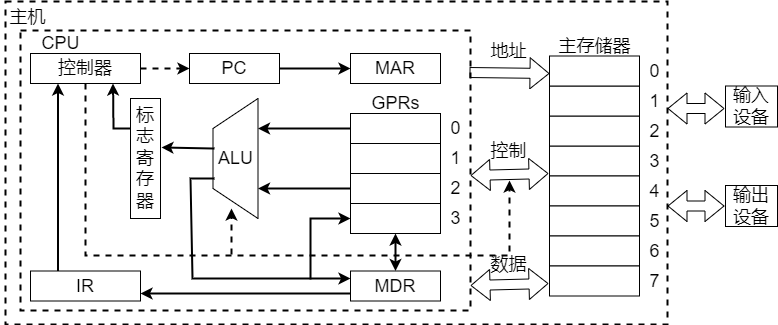 主机
CPU
控制器
PC
MAR
地址
主存储器
GPRs
标
志
寄
存
器
ALU
0
1
2
3
控制
数据
0
1
2
3
4
5
6
7
输入
设备
输出
设备
IR
MDR